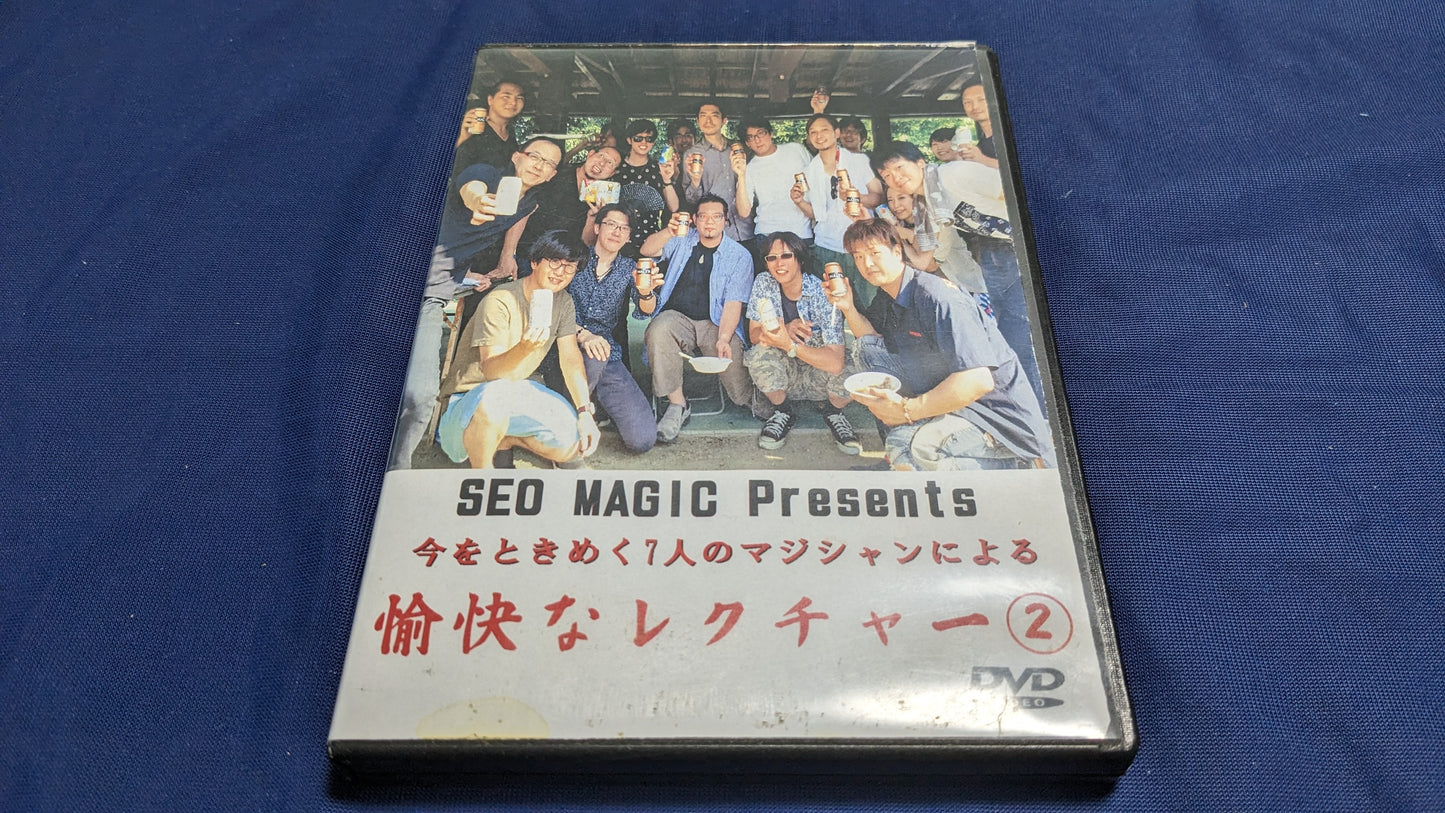 SEO MAGIC Presents
今をときめく7人のマジシャンによる
愉快なレクチャー②
DVD
VIDEO